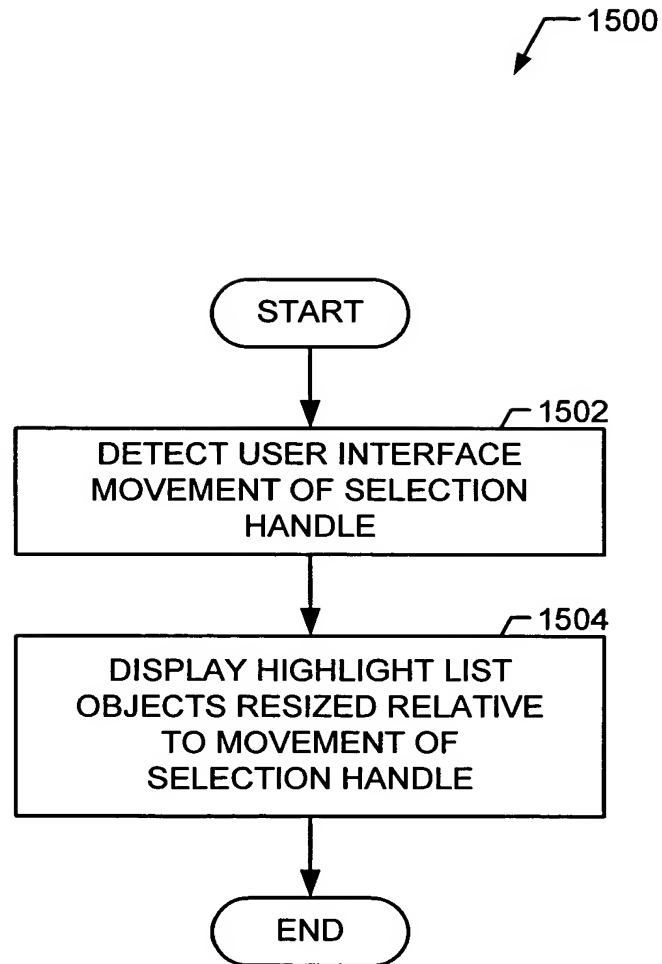 1500
START
1502
DETECT USER INTERFACE
MOVEMENT OF SELECTION
HANDLE
1504
DISPLAY HIGHLIGHT LIST
OBJECTS RESIZED RELATIVE
TO MOVEMENT OF
SELECTION HANDLE
END